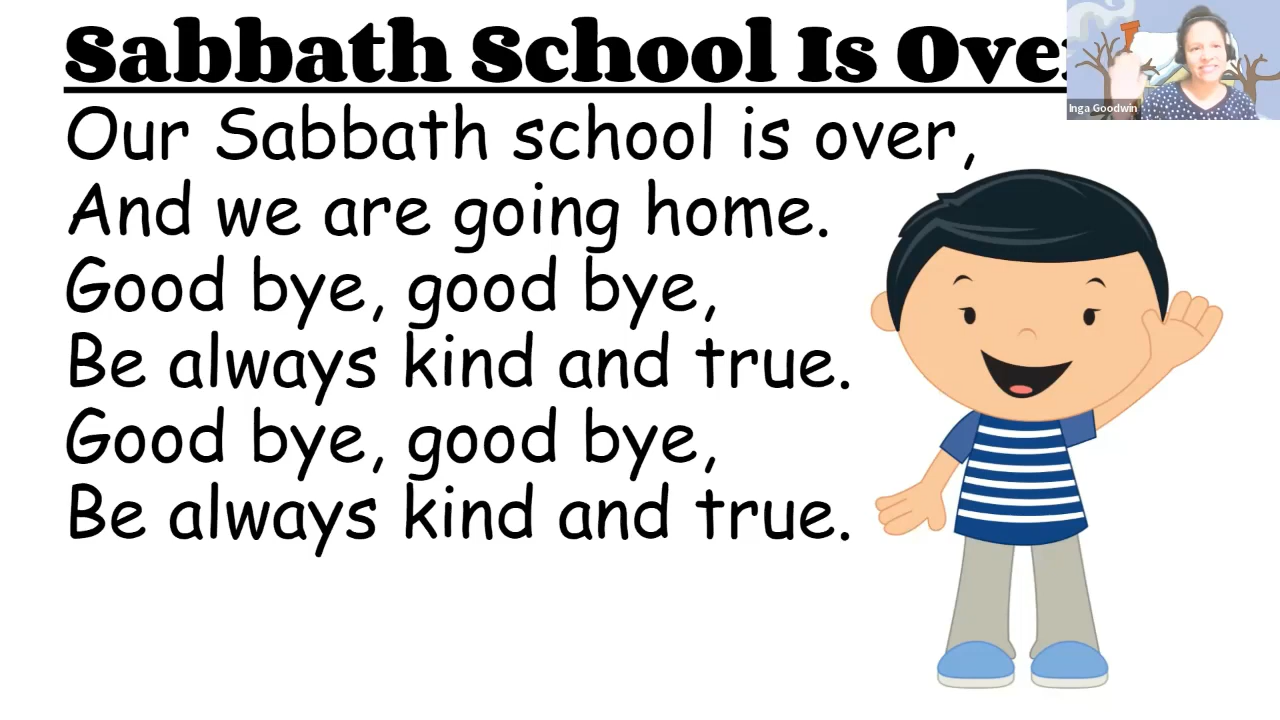 Sabbath School Is Over
Inga Goodwin
Our Sabbath school is over,
And we are going home.
Good bye, good bye,
Be always kind and true.
Good bye, good bye,
Be always kind and true.